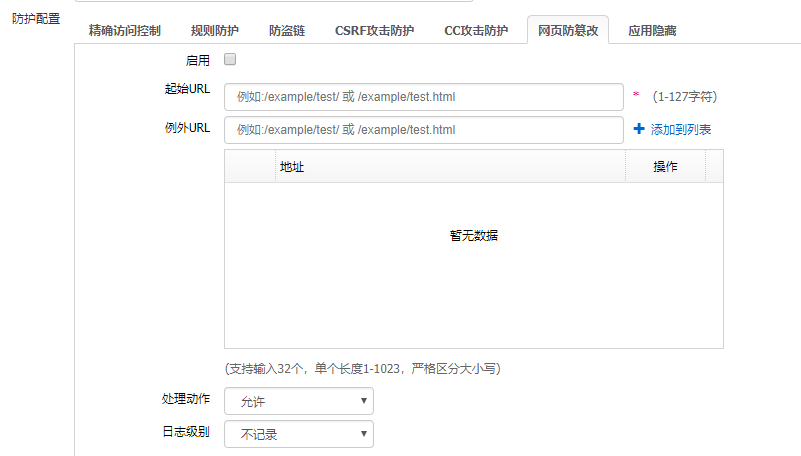 防护配置
精确访问控制 规则防护 防盗链 CSRF攻击防护 CC攻击防护 网页防篡改 应用隐藏
启用
起始URL 例如:/example/test/ 或 /example/test.html * （1-127字符）
例外URL 例如:/example/test/ 或 /example/test.html 添加到列表
地址 操作
暂无数据
(支持输入32个，单个长度1-1023，严格区分大小写)
处理动作 允许
日志级别 不记录